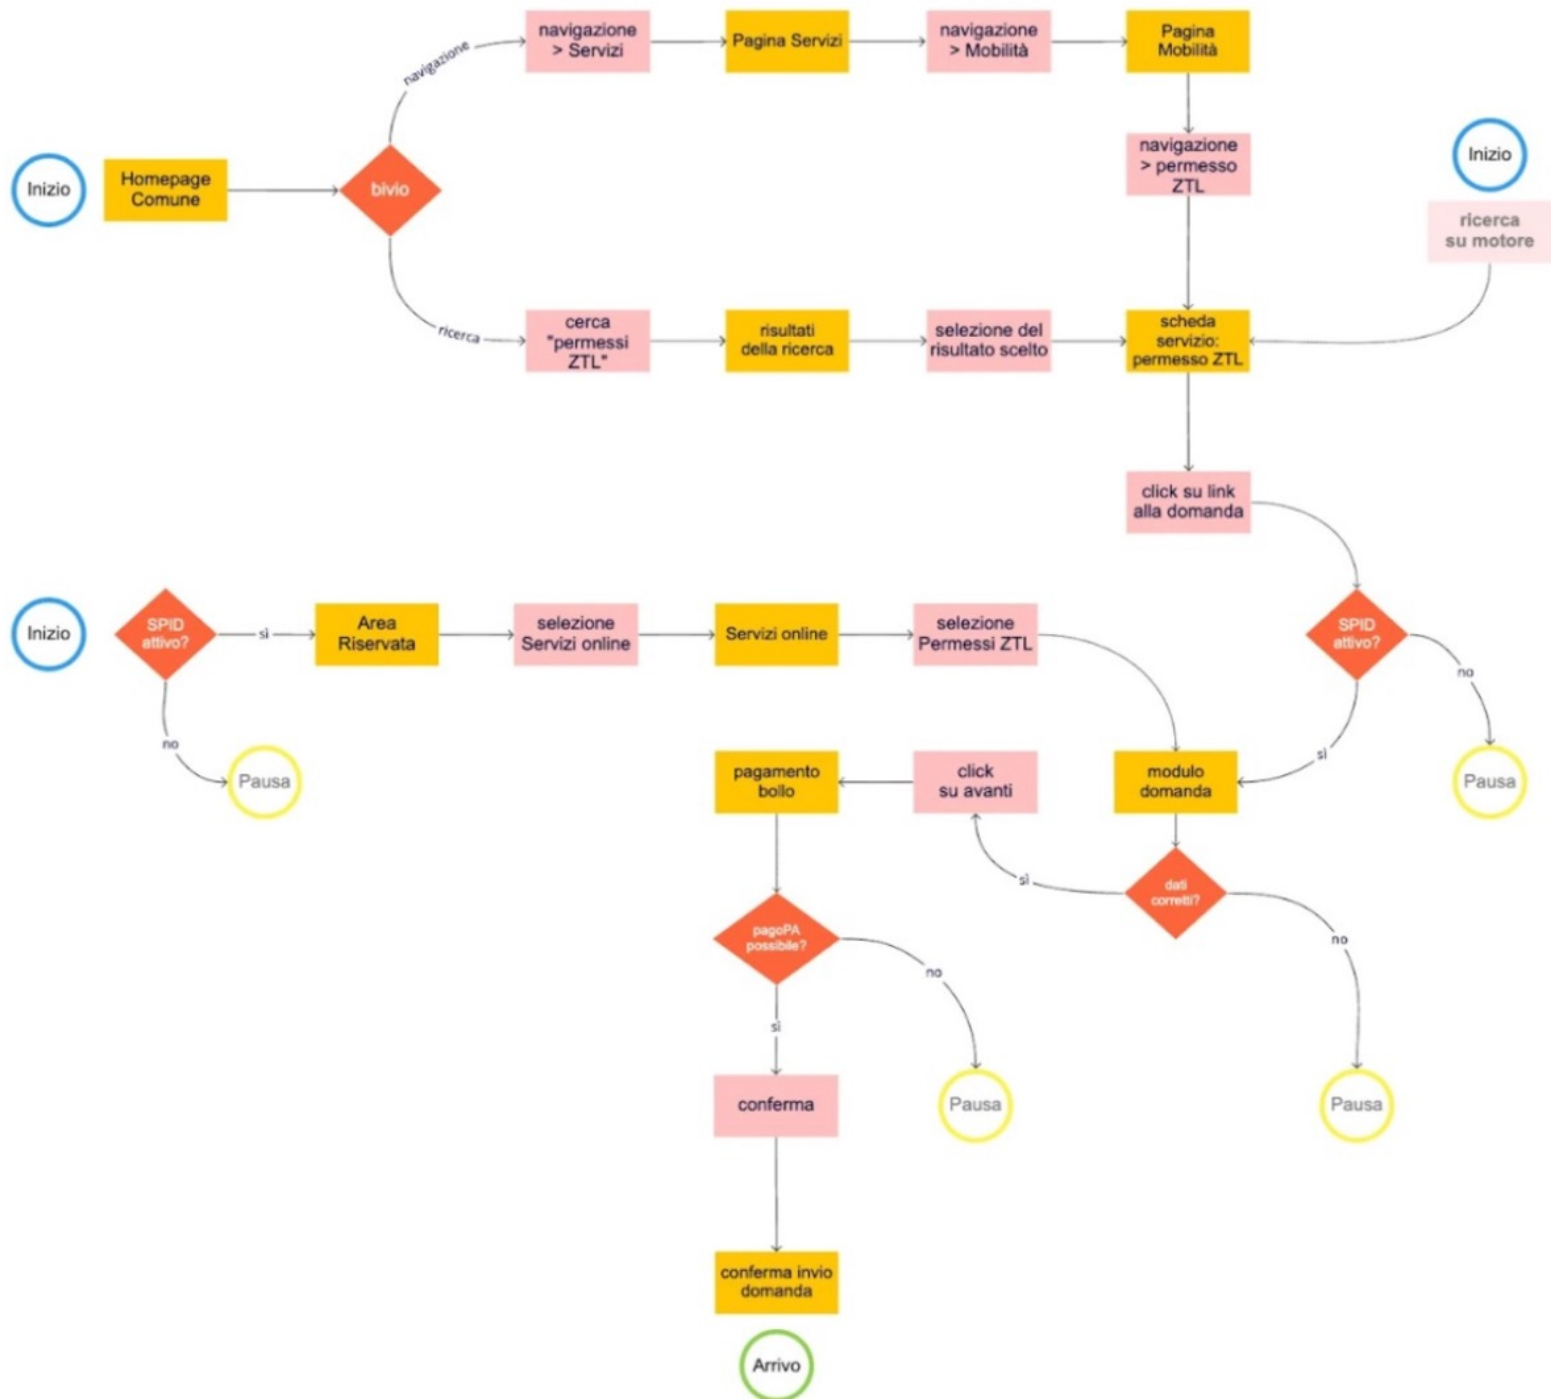 navigazione
> Servizi
Pagina Servizi
navigazione
> Mobilità
Pagina
Mobilità
navigazione
Inizio
Homepage
Comune
bivio
navigazione
> permesso
ZTL
Inizio
ricerca
su motore
ricerca
cerca
"permessi
ZTL"
risultati
della ricerca
selezione del
risultato scelto
scheda
servizio:
permesso ZTL
click su link
alla domanda
Inizio
SPID
attivo?
sì
Area
Riservata
selezione
Servizi online
Servizi online
selezione
Permessi ZTL
SPID
attivo?
no
sì
no
Pausa
pagamento
bollo
click
su avanti
modulo
domanda
Pausa
sì
dati
corretti?
no
pagoPA
possibile?
no
sì
conferma
Pausa
Pausa
conferma invio
domanda
Arrivo